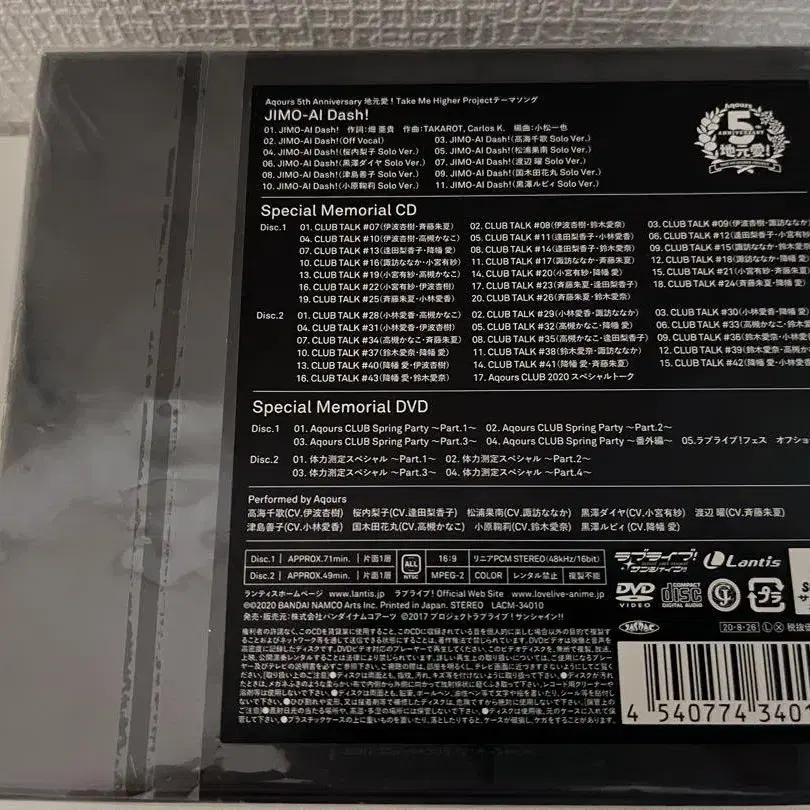 Aqours 5th Anniversary 地元愛！Take Me Higher Projectテーマソング
JIMO-AI Dash!
01. JIMO-AI Dash! 作詞：畑 亜貴 作曲：TAKAROT, Carlos K. 編曲：小松一也
02. JIMO-AI Dash!(Off Vocal) 03. JIMO-AI Dash!(高海千歌 Solo Ver.)
04. JIMO-AI Dash!(桜内梨子 Solo Ver.) 05. JIMO-AI Dash!(松浦果南 Solo Ver.)
06. JIMO-AI Dash!(黒澤ダイヤ Solo Ver.) 07. JIMO-AI Dash!(渡辺 曜 Solo Ver.)
08. JIMO-AI Dash!(津島善子 Solo Ver.) 09. JIMO-AI Dash!(国木田花丸 Solo Ver.)
10. JIMO-AI Dash!(小原鞠莉 Solo Ver.) 11. JIMO-AI Dash!(黒澤ルビィ Solo Ver.)
Aqours
5
ANNIVERSARY
地元愛！
Special Memorial CD
Disc.1 01. CLUB TALK #07(伊波杏樹・斉藤朱夏) 02. CLUB TALK #08(伊波杏樹・鈴木愛奈) 03. CLUB TALK #09(伊波杏樹・
04. CLUB TALK #10(伊波杏樹・高槻かなこ) 05. CLUB TALK #11(逢田梨香子・小林愛香) 06. CLUB TALK #12(逢田梨香子・小宮有紗
07. CLUB TALK #13(逢田梨香子・降幡 愛) 08. CLUB TALK #14(逢田梨香子・斉藤朱夏) 09. CLUB TALK #15(諏訪ななか・鈴木愛奈
10. CLUB TALK #16(諏訪ななか・小宮有紗) 11. CLUB TALK #17(諏訪ななか・斉藤朱夏) 12. CLUB TALK #18(諏訪ななか・降幡
13. CLUB TALK #19(小宮有紗・高槻かなこ) 14. CLUB TALK #20(小宮有紗・降幡 愛) 15. CLUB TALK #21(小宮有紗・斉藤朱
16. CLUB TALK #22(小宮有紗・伊波杏樹) 17. CLUB TALK #23(斉藤朱夏・逢田梨香子) 18. CLUB TALK #24(斉藤朱夏・降幡 愛)
19. CLUB TALK #25(斉藤朱夏・小林愛香) 20. CLUB TALK #26(斉藤朱夏・鈴木愛奈)
Disc.2 01. CLUB TALK #28(小林愛香・高槻かなこ) 02. CLUB TALK #29(小林愛香・諏訪ななか) 03. CLUB TALK #30(小林愛香・降幡
04. CLUB TALK #31(小林愛香・伊波杏樹) 05. CLUB TALK #32(高槻かなこ・降幡 愛) 06. CLUB TALK #33(高槻かなこ・
07. CLUB TALK #34(高槻かなこ・斉藤朱夏) 08. CLUB TALK #35(高槻かなこ・逢田梨香子) 09. CLUB TALK #36(鈴木愛奈・
10. CLUB TALK #37(鈴木愛奈・降幡 愛) 11. CLUB TALK #38(鈴木愛奈・諏訪ななか) 12. CLUB TALK #39(鈴木愛奈・高
13. CLUB TALK #40(降幡 愛・伊波杏樹) 14. CLUB TALK #41(降幡 愛・斉藤朱夏) 15. CLUB TALK #42(降幡 愛・小林愛
16. CLUB TALK #43(降幡 愛・鈴木愛奈) 17. Aqours CLUB 2020 スペシャルトーク
Special Memorial DVD
Disc.1 01. Aqours CLUB Spring Party 〜Part.1〜 02. Aqours CLUB Spring Party 〜Part.2〜
03. Aqours CLUB Spring Party 〜Part.3〜 04. Aqours CLUB Spring Party 〜番外編〜 05.ラブライブ！フェス オフショ
Disc.2 01. 体力測定スペシャル 〜Part.1〜 02. 体力測定スペシャル 〜Part.2〜
03. 体力測定スペシャル 〜Part.3〜 04. 体力測定スペシャル 〜Part.4〜
Performed by Aqours
高海千歌(CV.伊波杏樹) 桜内梨子(CV.逢田梨香子) 松浦果南(CV.諏訪ななか) 黒澤ダイヤ(CV.小宮有紗) 渡辺 曜(CV.斉藤朱夏)
津島善子(CV.小林愛香) 国木田花丸(CV.高槻かなこ) 小原鞠莉(CV.鈴木愛奈) 黒澤ルビィ(CV.降幡 愛)
Disc.1 APPROX.71min. 片面1層 ALL NTSC 16:9 リニアPCM STEREO(48kHz/16bit)
Disc.2 APPROX.49min. 片面1層 MPEG-2 COLOR レンタル禁止 複製不能
ラブライブ！サンシャイン!! Lantis
DVD VIDEO COMPACT disc DIGITAL AUDIO プラ
ランティスホームページ www.lantis.jp ラブライブ！Official Web Site www.lovelive-anime.jp
©2020 BANDAI NAMCO Arts Inc. Printed in Japan. STEREO LACM-34010
発売・販売元：株式会社バンダイナムコアーツ ©2017 プロジェクトラブライブ！サンシャイン!!
JASRAC 20・8・26 L X 税抜価
4 540774 3401